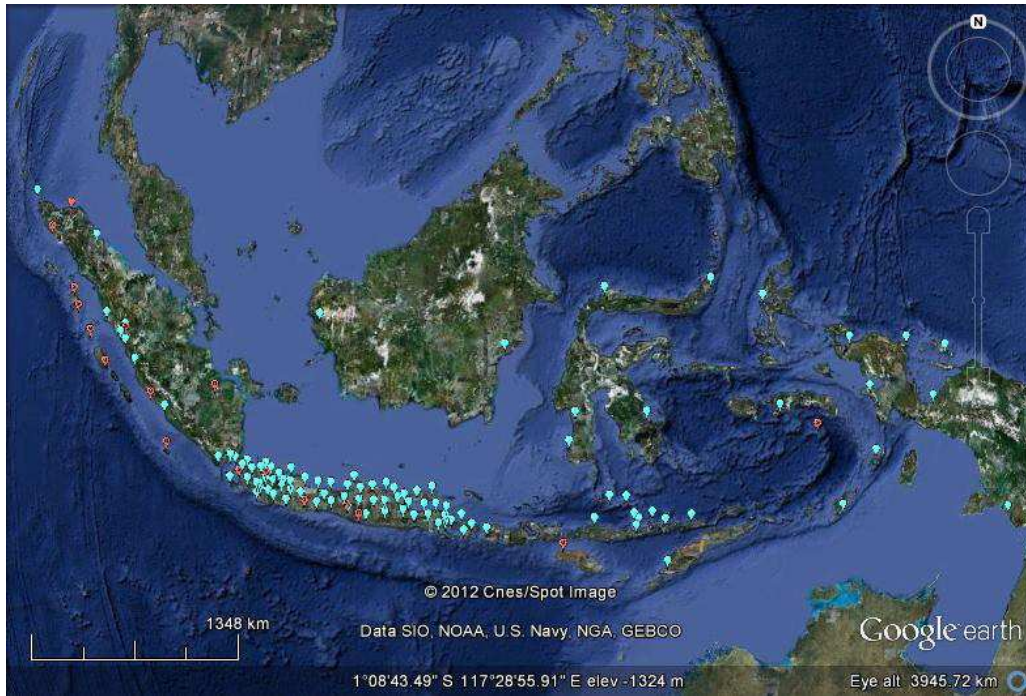 N
© 2012 Cnes/Spot Image
1348 km
Data SIO, NOAA, U.S. Navy, NGA, GEBCO
Google earth
1°08'43.49" S 117°28'55.91" E elev -1324 m
Eye alt 3945.72 km